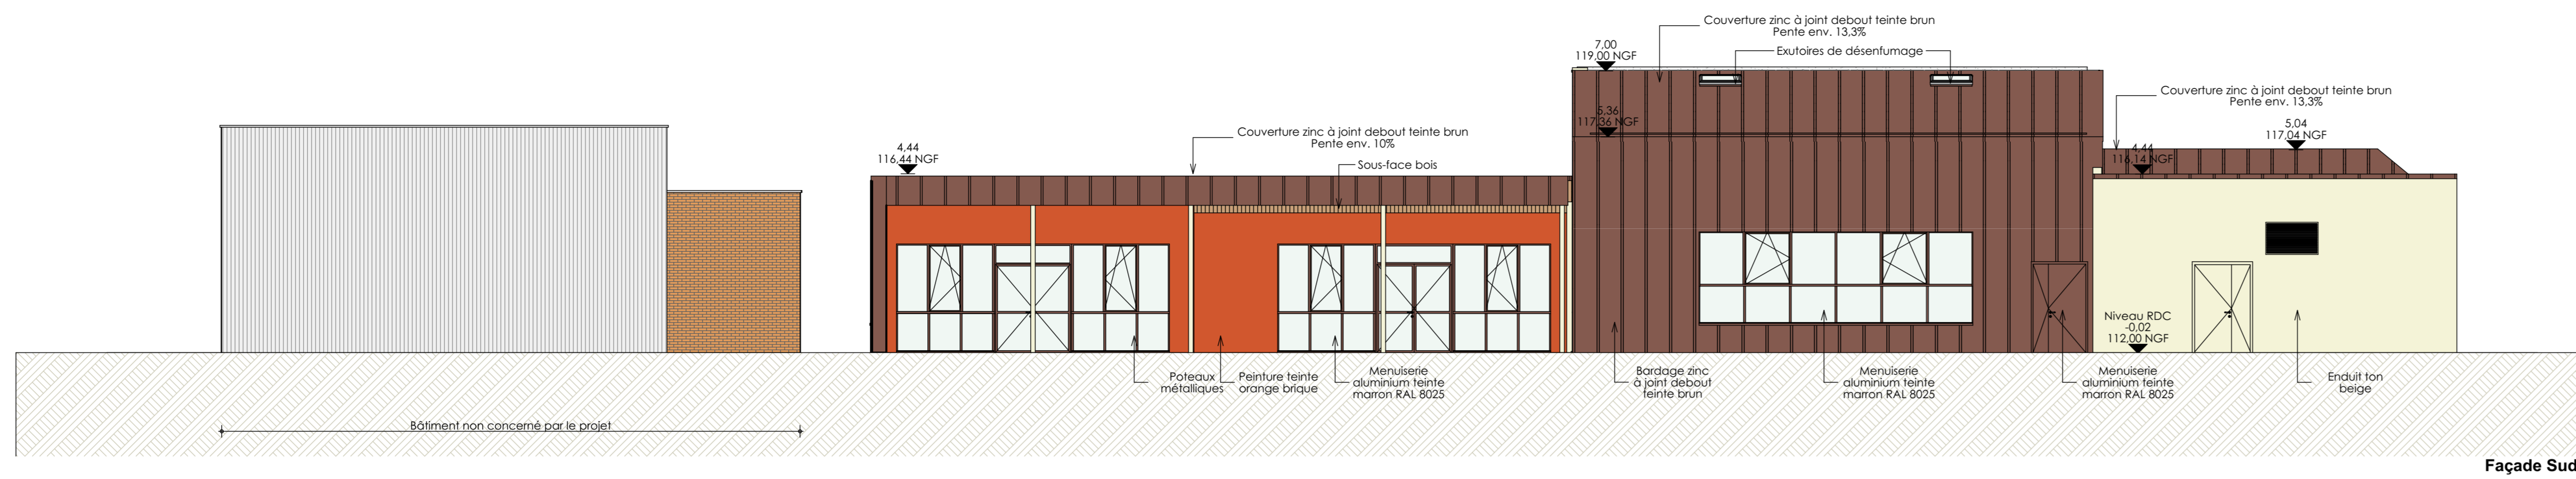 Couverture zinc à joint debout teinte brun
Pente env. 13,3%
7,00
119,00 NGF
Exutoires de désenfumage
Couverture zinc à joint debout teinte brun
Pente env. 13,3%
5,36
117,36 NGF
5,04
117,04 NGF
Couverture zinc à joint debout teinte brun
Pente env. 10%
4,44
116,44 NGF
4,44
116,14 NGF
Sous-face bois
Niveau RDC
-0,02
112,00 NGF
Poteaux
métalliques
Peinture teinte
orange brique
Menuiserie
aluminium teinte
marron RAL 8025
Bardage zinc
à joint debout
teinte brun
Menuiserie
aluminium teinte
marron RAL 8025
Menuiserie
aluminium teinte
marron RAL 8025
Enduit ton
beige
Bâtiment non concerné par le projet
Façade Sud